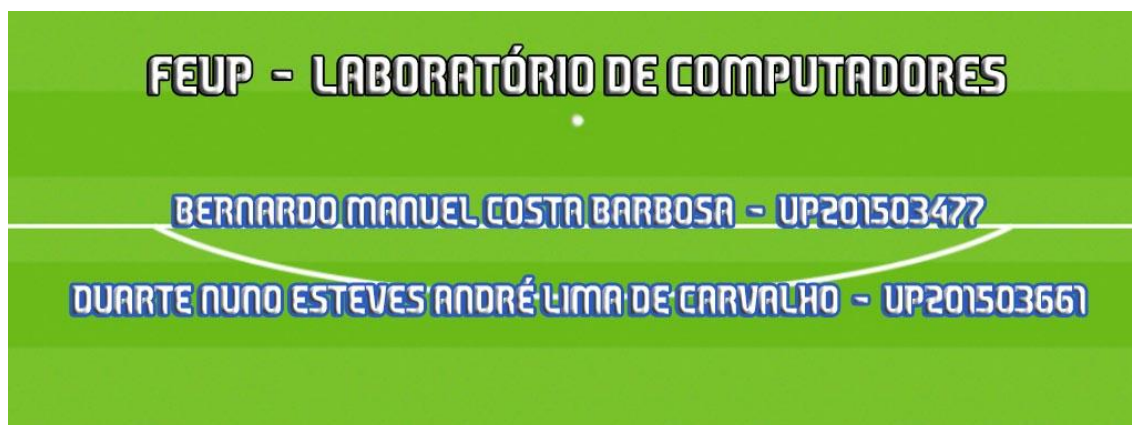 FEUP - LABORATÓRIO DE COMPUTADORES
BERNARDO MANUEL COSTA BARBOSA - UP201503477
DUARTE NUNO ESTEVES ANDRÉ LIMA DE CARVALHO - UP201503661